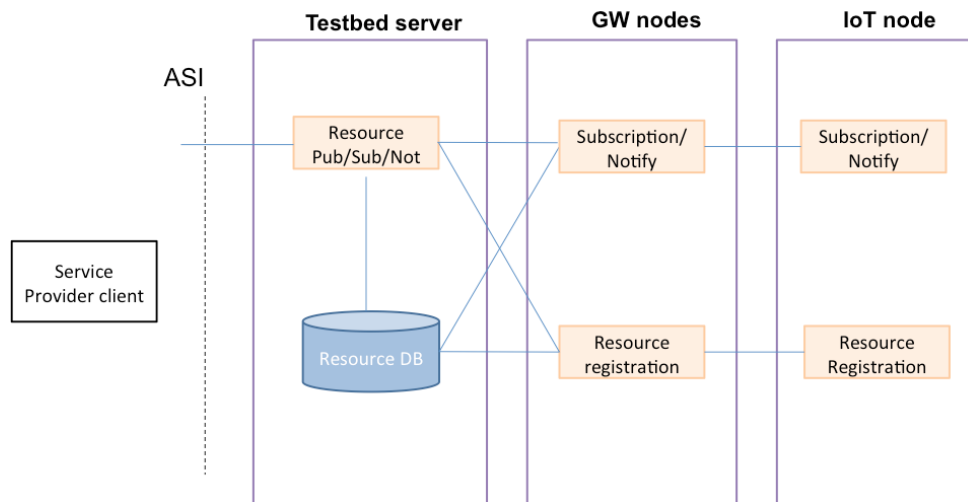 Testbed server
GW nodes
IoT node
ASI
Resource
Pub/Sub/Not
Subscription/
Notify
Subscription/
Notify
Service
Provider client
Resource DB
Resource
registration
Resource
Registration